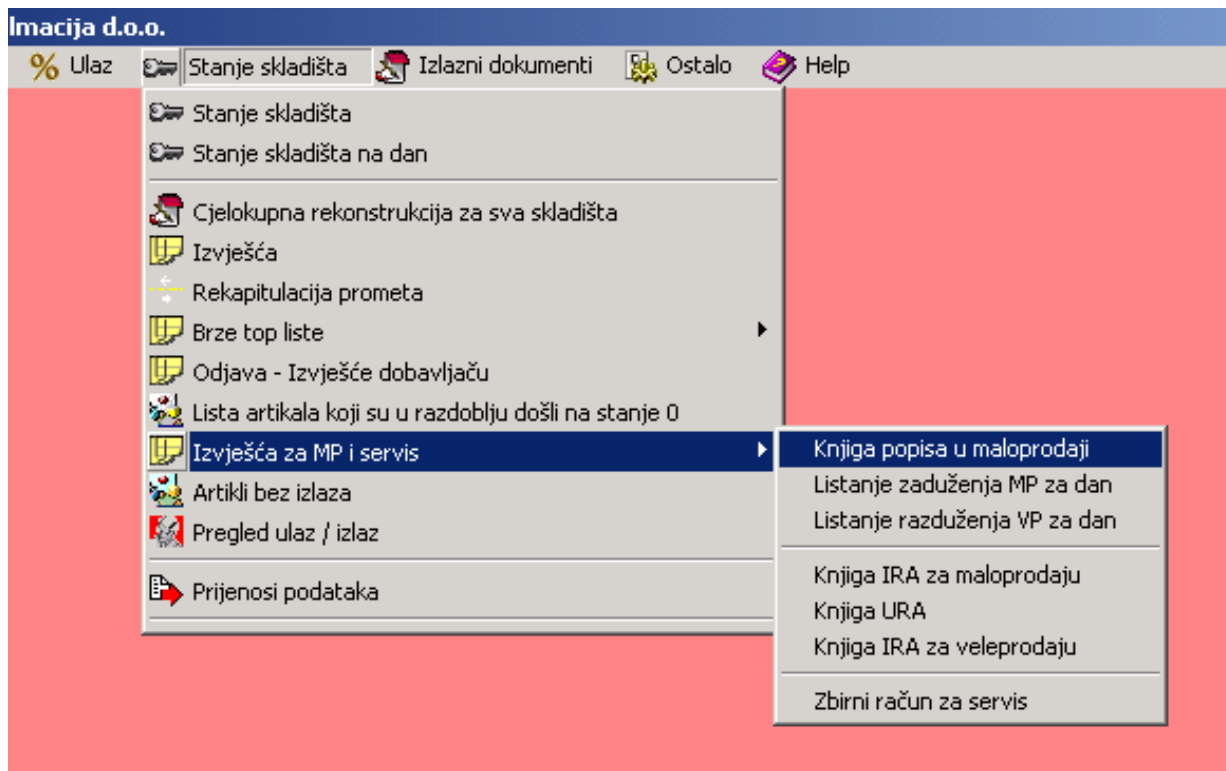 lmacija d.o.o.
Ulaz Stanje skladišta Izlazni dokumenti Ostalo Help
Stanje skladišta
Stanje skladišta na dan
Cjelokupna rekonstrukcija za sva skladišta
Izvješća
Rekapitulacija prometa
Brze top liste
Odjava - Izvješće dobavljaču
Lista artikala koji su u razdoblju došli na stanje 0
Izvješća za MP i servis
Artikli bez izlaza
Pregled ulaz / izlaz
Prijenosi podataka
Knjiga popisa u maloprodaji
Listanje zaduženja MP za dan
Listanje razduženja VP za dan
Knjiga IRA za maloprodaju
Knjiga URA
Knjiga IRA za veleprodaju
Zbirni račun za servis